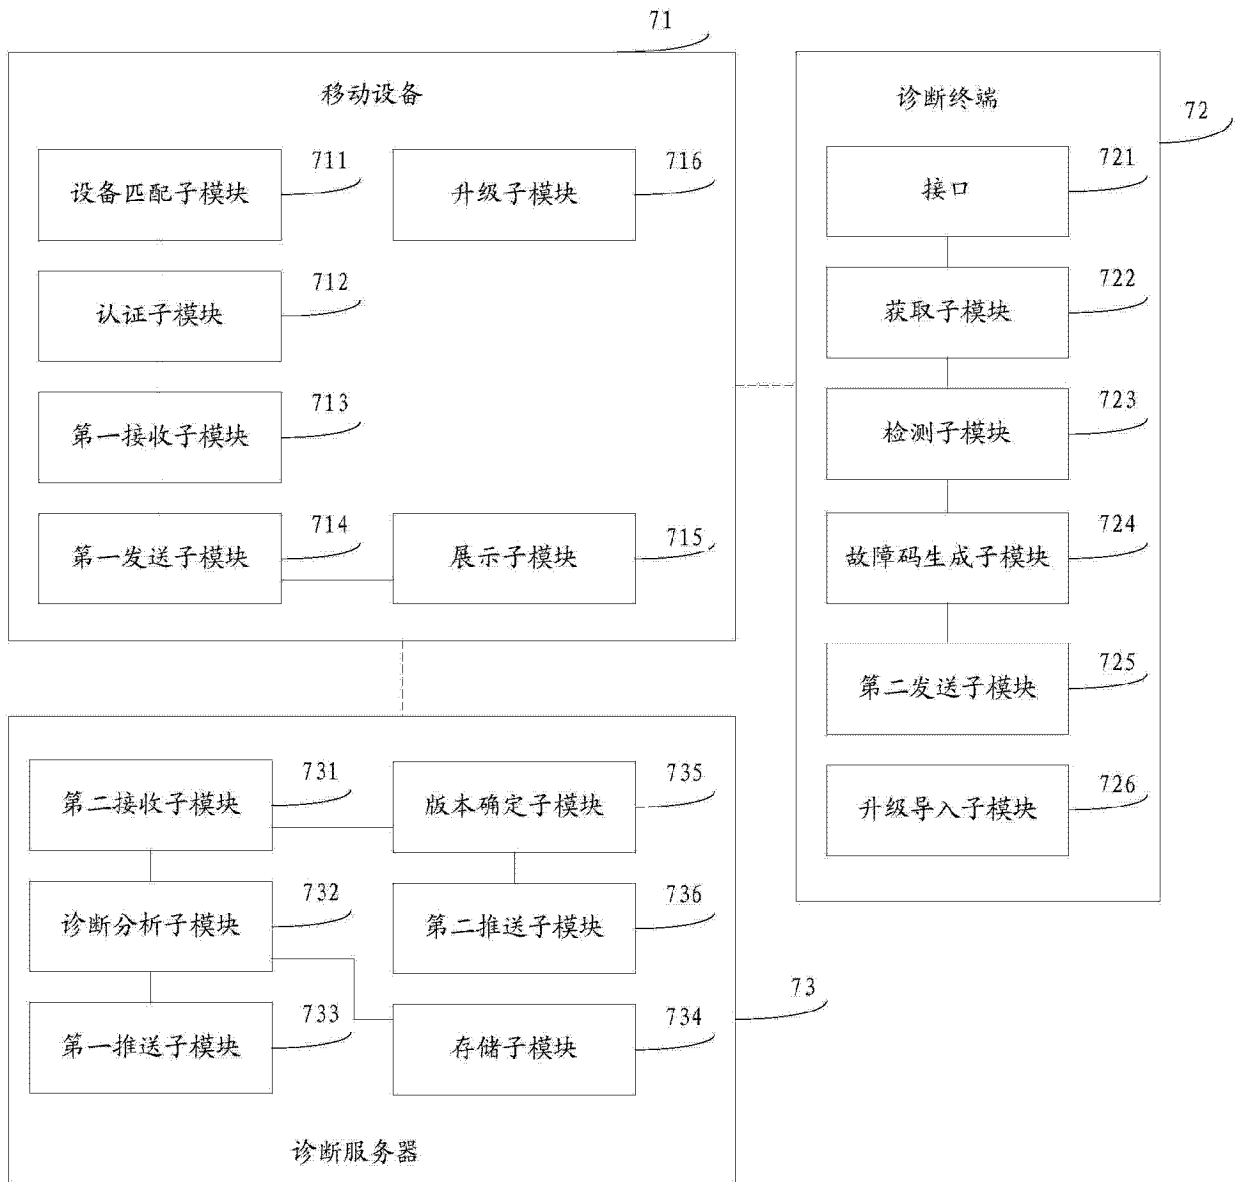 71
移动设备
711
设备匹配子模块
716
升级子模块
712
认证子模块
713
第一接收子模块
714
第一发送子模块
715
展示子模块
72
诊断终端
721
接口
722
获取子模块
723
检测子模块
724
故障码生成子模块
725
第二发送子模块
726
升级导入子模块
731
第二接收子模块
735
版本确定子模块
732
诊断分析子模块
736
第二推送子模块
733
第一推送子模块
734
存储子模块
73
诊断服务器